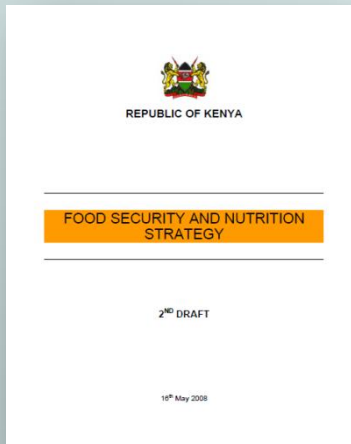 REPUBLIC OF KENYA
FOOD SECURITY AND NUTRITION
STRATEGY
2ND DRAFT
16th May 2008